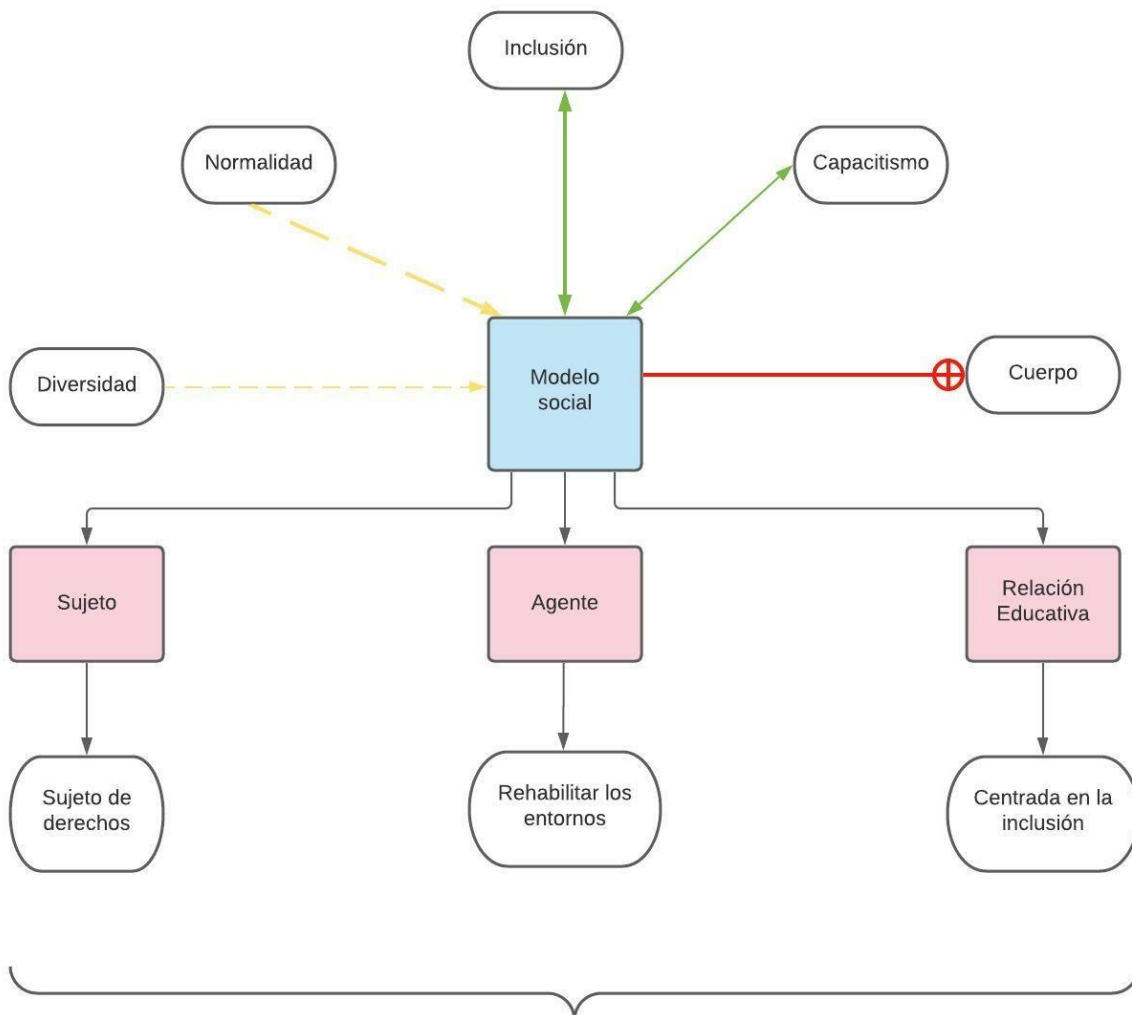 Inclusión
Normalidad
Capacitismo
Diversidad
Modelo
social
Cuerpo
Sujeto
Agente
Relación
Educativa
Sujeto de
derechos
Rehabilitar los
entornos
Centrada en la
inclusión